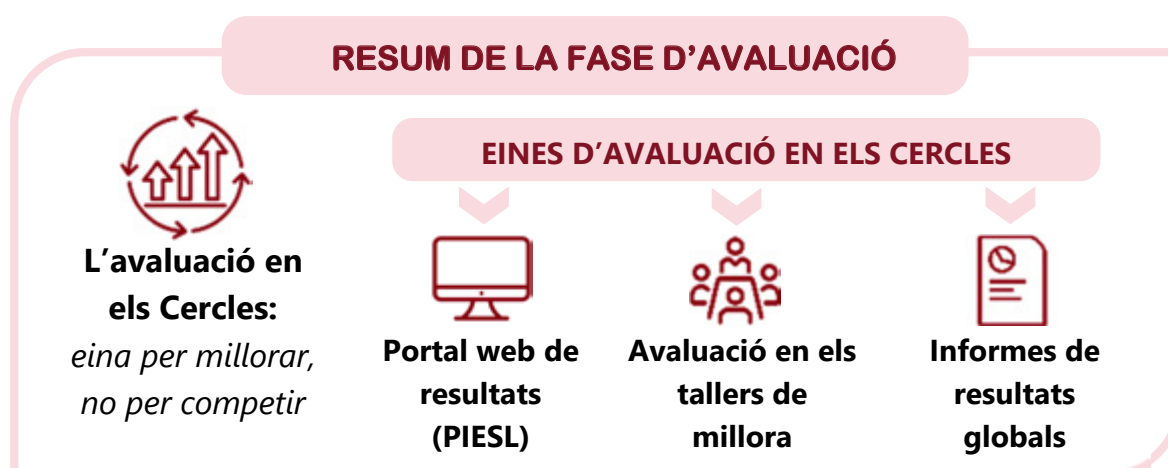 RESUM DE LA FASE D’AVALUACIÓ
EINES D’AVALUACIÓ EN ELS CERCLES
L’avaluació en
els Cercles:
eina per millorar,
no per competir
Portal web de
resultats
(PIESL)
Avaluació en els
tallers de
millora
Informes de
resultats
globals